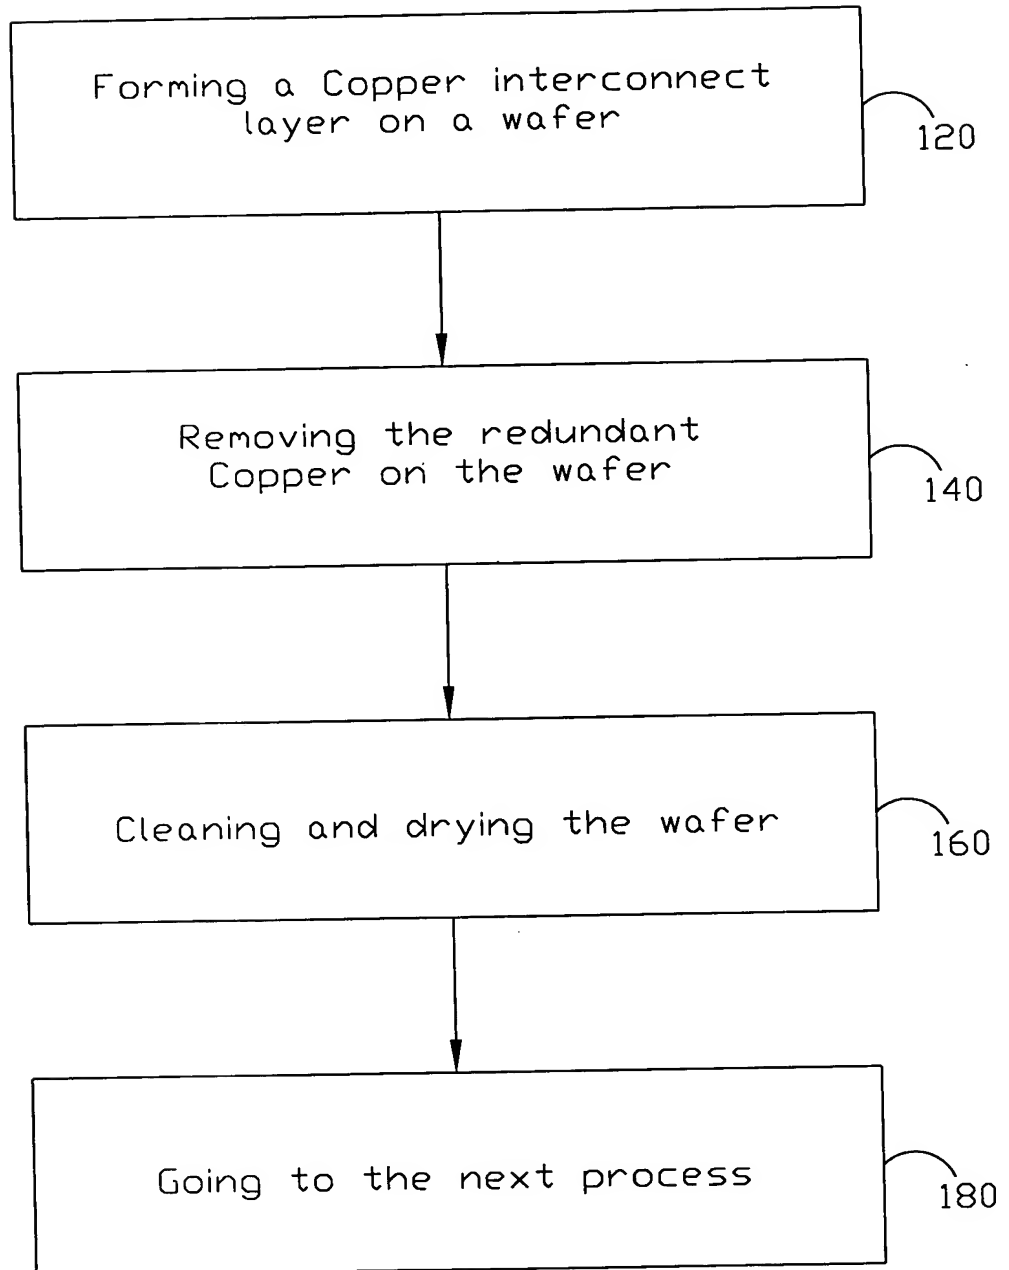 Forming a Copper interconnect
layer on a wafer
120
Removing the redundant
Copper on the wafer
140
Cleaning and drying the wafer
160
Going to the next process
180